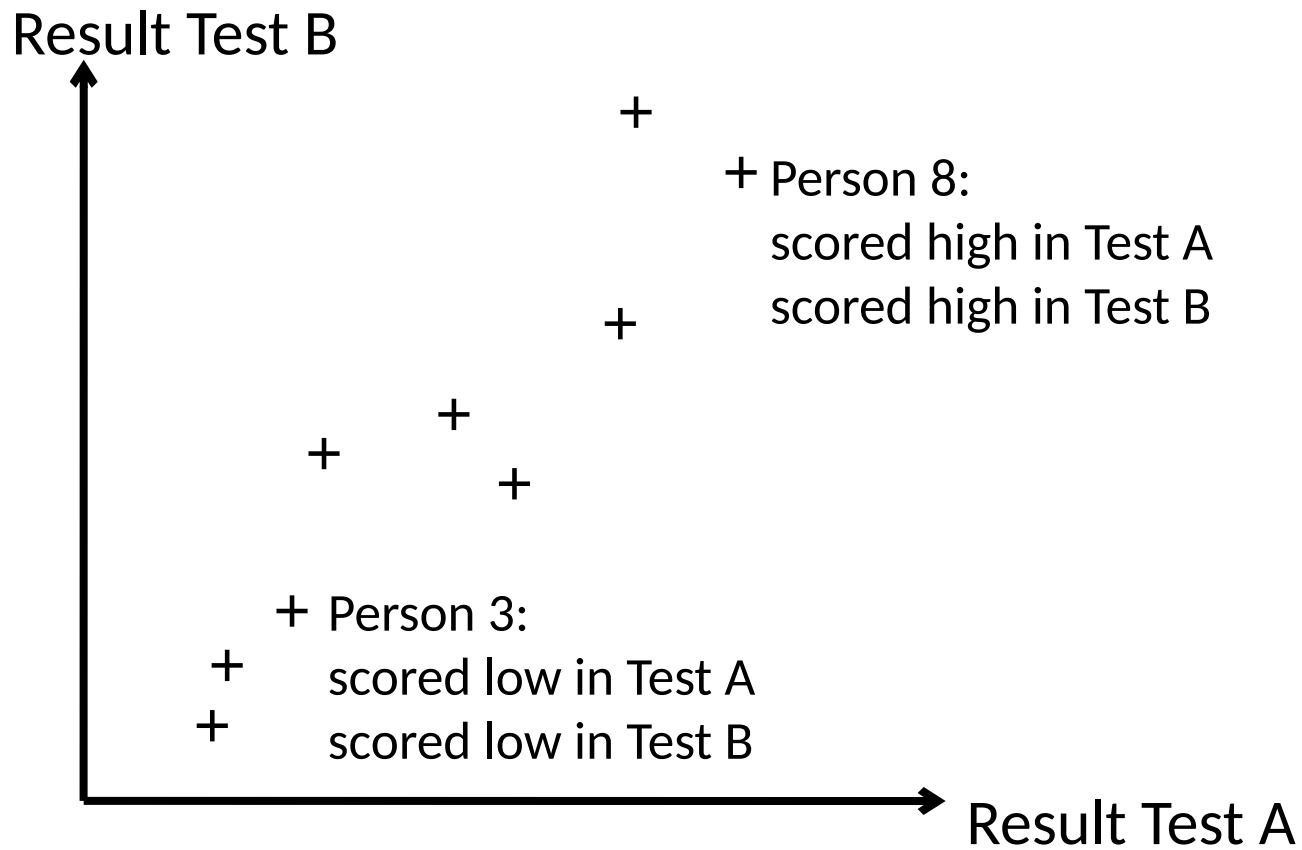 Result Test B
Person 8:
scored high in Test A
scored high in Test B
Person 3:
scored low in Test A
scored low in Test B
Result Test A